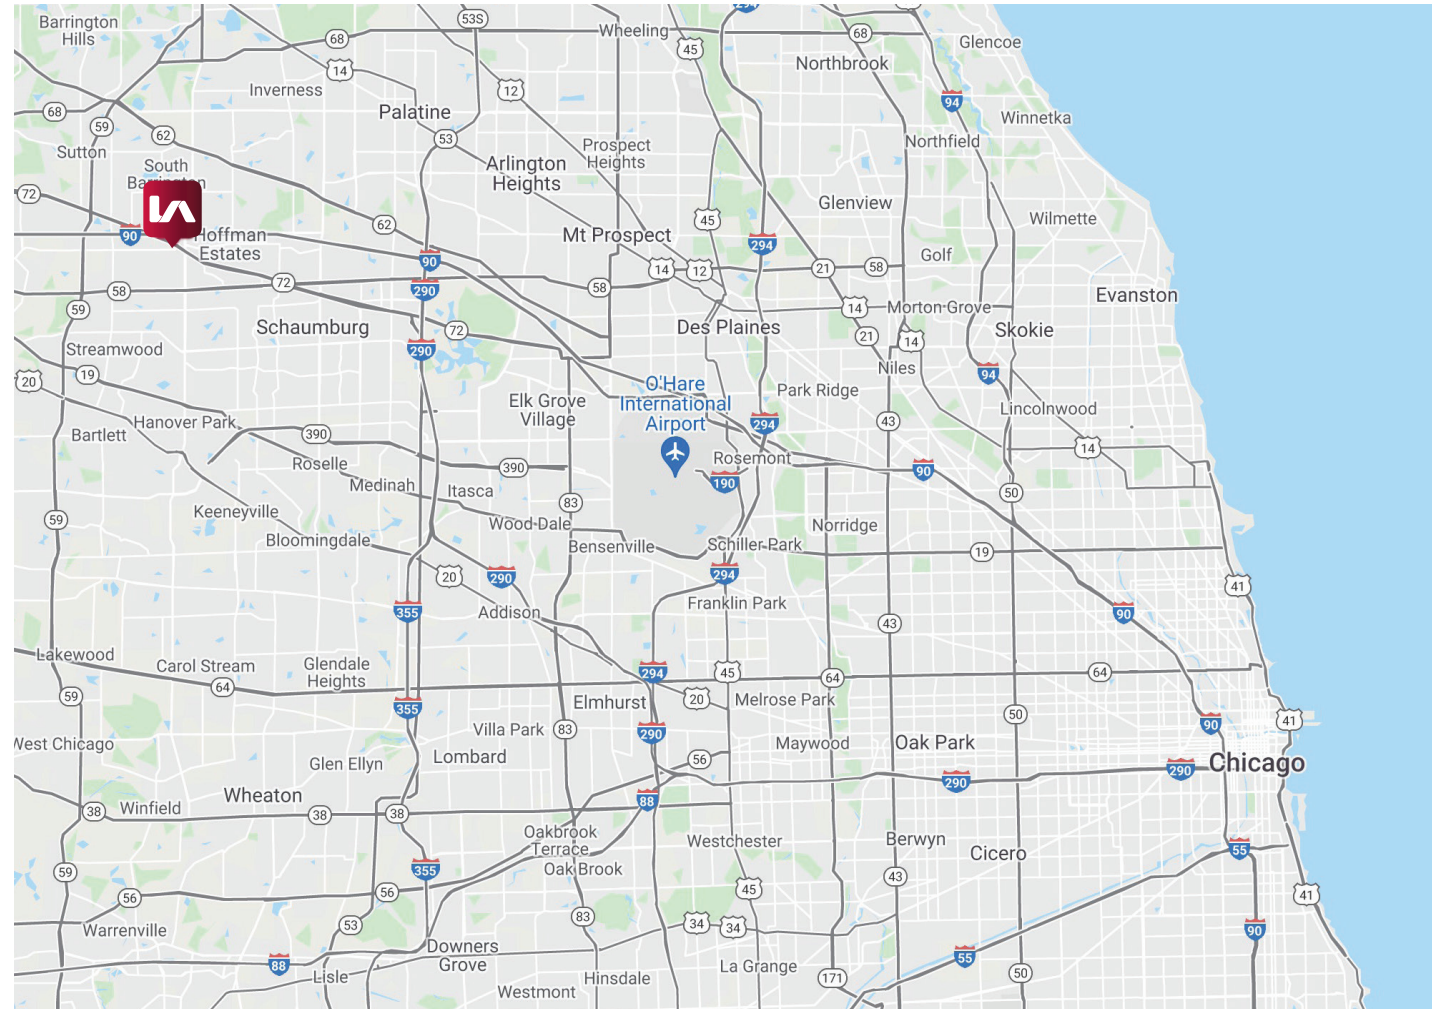 Barrington
Hills
53S
294
Wheeling
68
45
68
Glencoe
Northbrook
14
Inverness
12
94
Palatine
68
59
62
53
Winnetka
Northfield
Sutton
South
Barrington
Prospect
Heights
Arlington
Heights
72
62
45
Glenview
Wilmette
90
Hoffman
Estates
Mt Prospect
294
90
14
12
21
58
Golf
72
58
290
58
Evanston
59
14
Morton Grove
Schaumburg
72
Des Plaines
21
Skokie
14
Streamwood
290
Niles
94
20
19
O'Hare
International
Airport
Park Ridge
Elk Grove
Village
Lincolnwood
Hanover Park
Bartlett
390
294
43
14
Roselle
390
Rosemont
90
Medinah
Itasca
190
50
83
Keeneyville
59
Wood Dale
Norridge
Bloomingdale
Bensenville
Schiller Park
19
20
290
294
41
355
Addison
Franklin Park
90
43
Lakewood
Carol Stream
Glendale
Heights
64
294
45
64
64
59
20
355
Elmhurst
Melrose Park
50
41
90
Villa Park
83
290
West Chicago
Maywood
Oak Park
Lombard
56
Glen Ellyn
290
290
Chicago
Wheaton
88
Winfield
38
38
38
Oakbrook
Terrace
Westchester
Berwyn
Cicero
55
59
355
Oak Brook
43
56
56
45
41
83
34
34
53
90
Warrenville
Downers
Grove
88
55
Lisle
La Grange
50
Hinsdale
171
Westmont